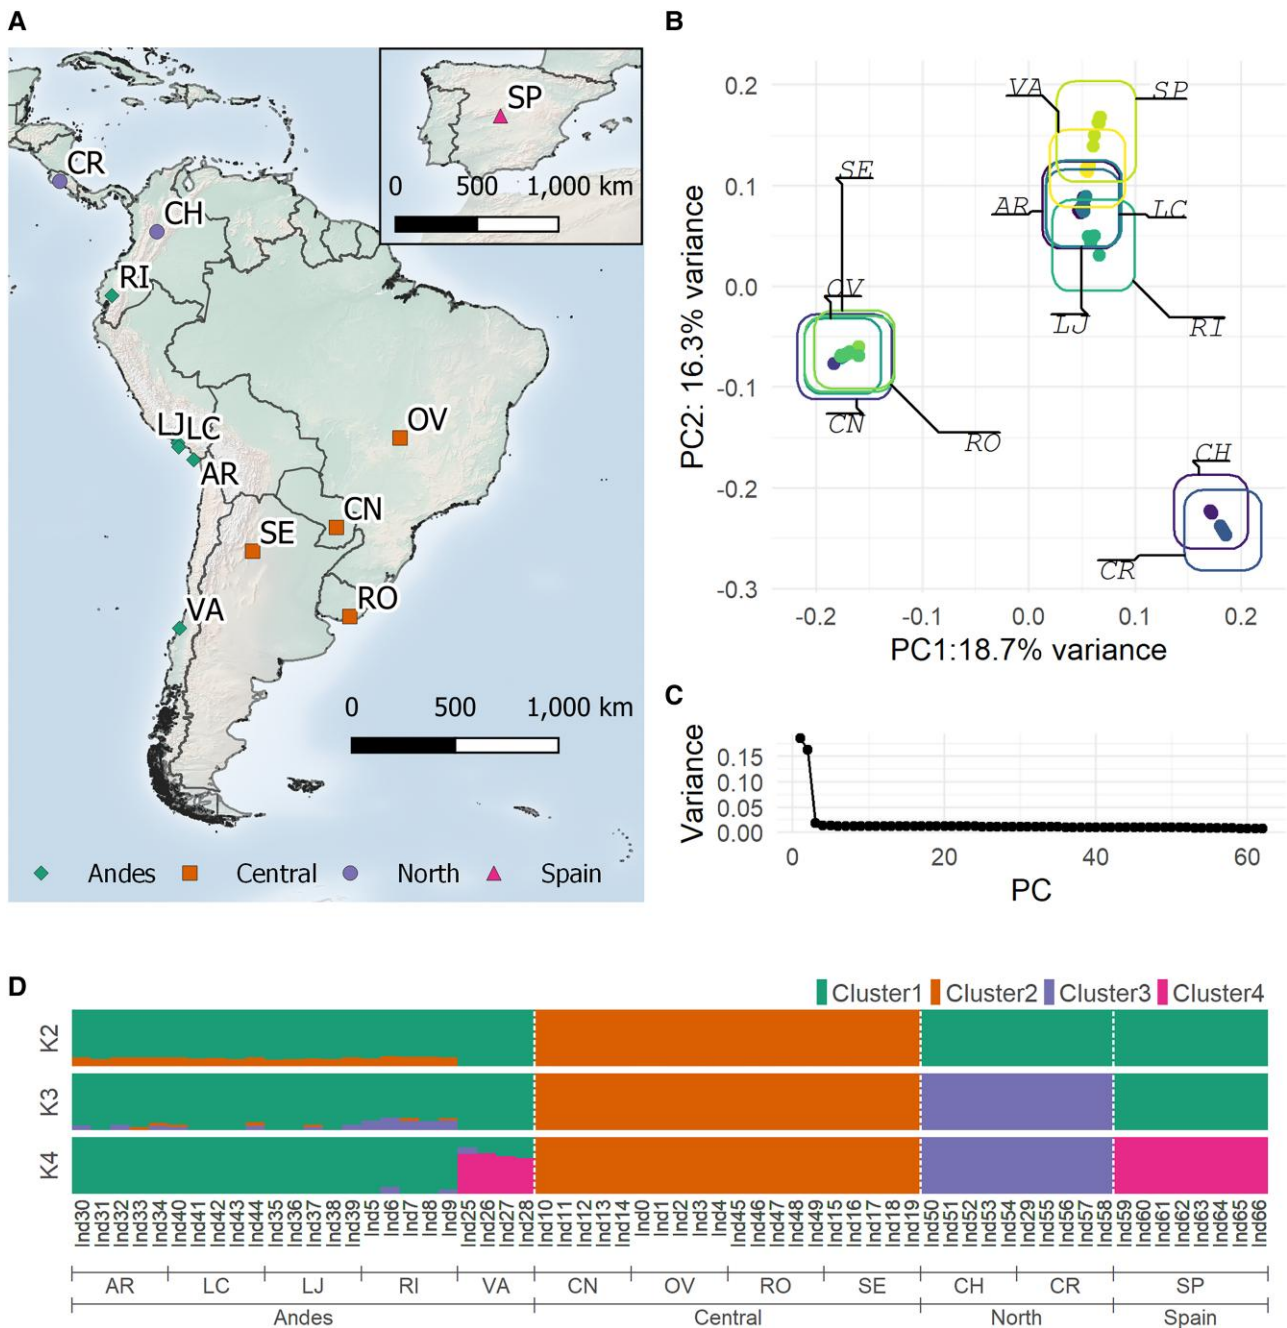 A
CR
CH
RI
LJ LC
AR
OV
CN
SE
RO
VA
SP
0 500 1,000 km
0 500 1,000 km
Andes Central North Spain
B
PC2: 16.3% variance
0.2
0.1
0.0
-0.1
-0.2
-0.3
VA SP
SE
AR LC
OV
LJ RI
CN RO
CH
CR
-0.2 -0.1 0.0 0.1 0.2
PC1:18.7% variance
C
Variance
0.15
0.10
0.05
0.00
0 20 40 60
PC
D
Cluster1 Cluster2 Cluster3 Cluster4
K2
K3
K4
Ind30 Ind31 Ind32 Ind33 Ind34 Ind40 Ind41 Ind42 Ind43 Ind44 Ind35 Ind36 Ind37 Ind38 Ind39 Ind5 Ind6 Ind7 Ind8 Ind9 Ind25 Ind26 Ind27 Ind28 Ind10 Ind11 Ind12 Ind13 Ind14 Ind0 Ind1 Ind2 Ind3 Ind4 Ind45 Ind46 Ind47 Ind48 Ind49 Ind15 Ind16 Ind17 Ind18 Ind19 Ind50 Ind51 Ind52 Ind53 Ind54 Ind29 Ind55 Ind56 Ind57 Ind58 Ind59 Ind60 Ind61 Ind62 Ind63 Ind64 Ind65 Ind66
AR LC LJ RI VA CN OV RO SE CH CR SP
Andes Central North Spain